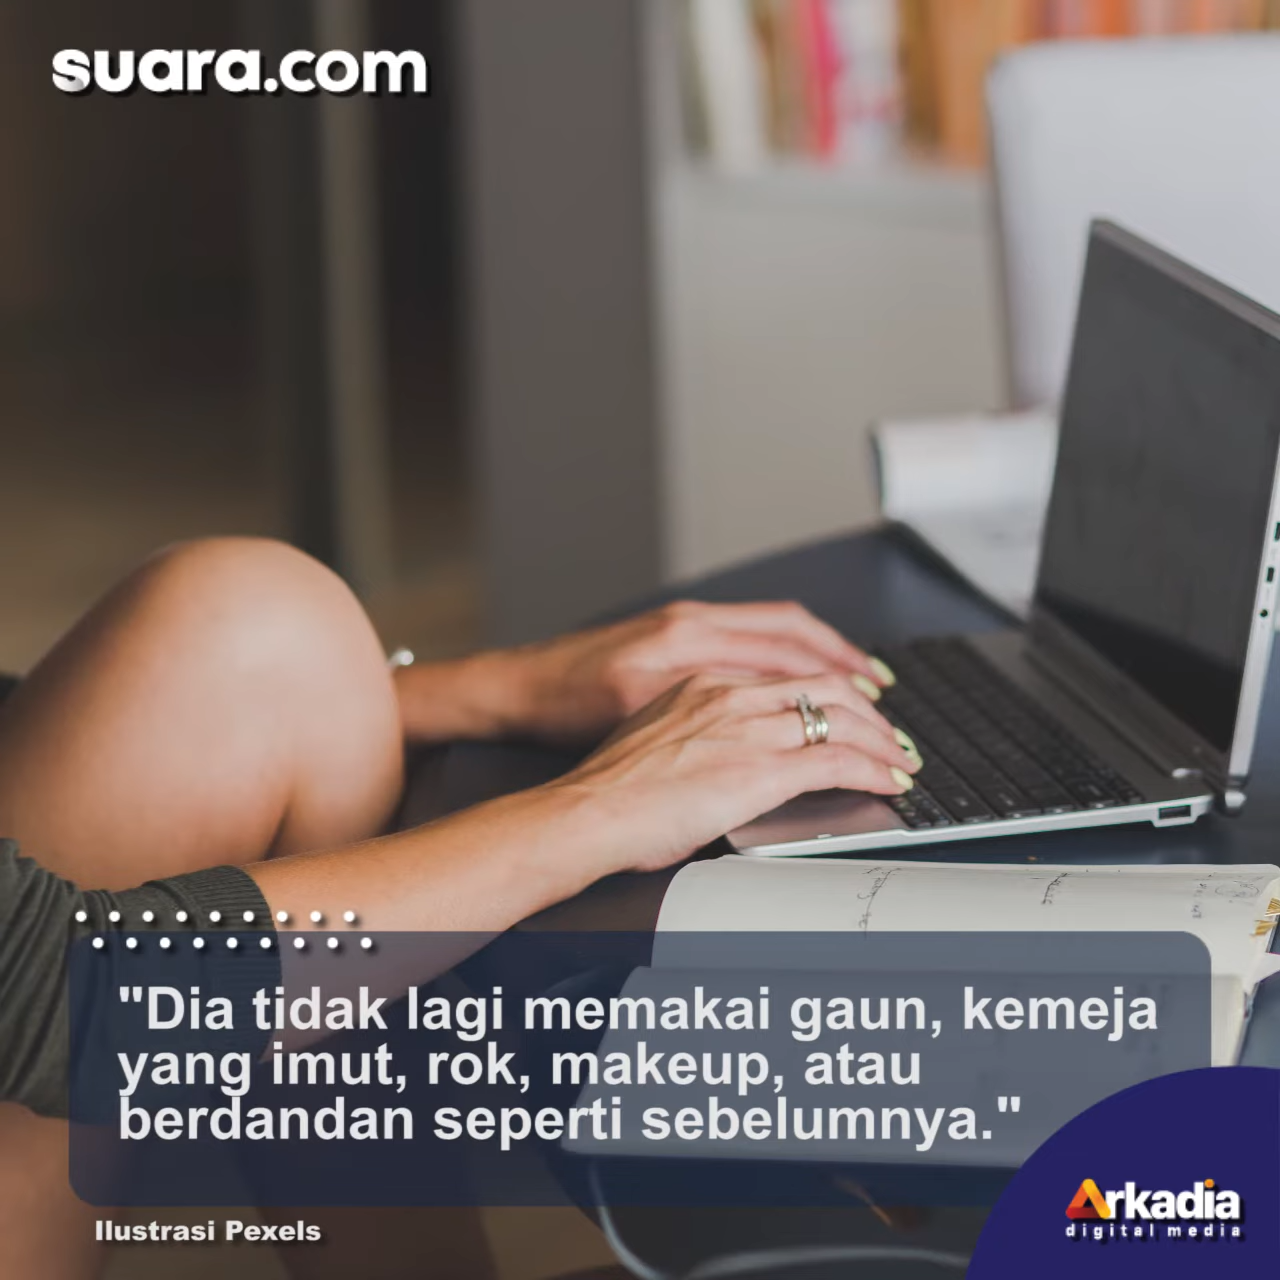 suara.com
"Dia tidak lagi memakai gaun, kemeja
yang imut, rok, makeup, atau
berdandan seperti sebelumnya."
Ilustrasi Pexels
Arkadia
digital media